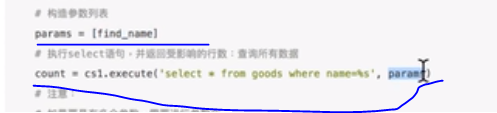 # 构造参数列表
params = [find_name]
# 执行select语句，并返回受影响的行数：查询所有数据
count = cs1.execute('select * from goods where name=%s', params)
# 注意：